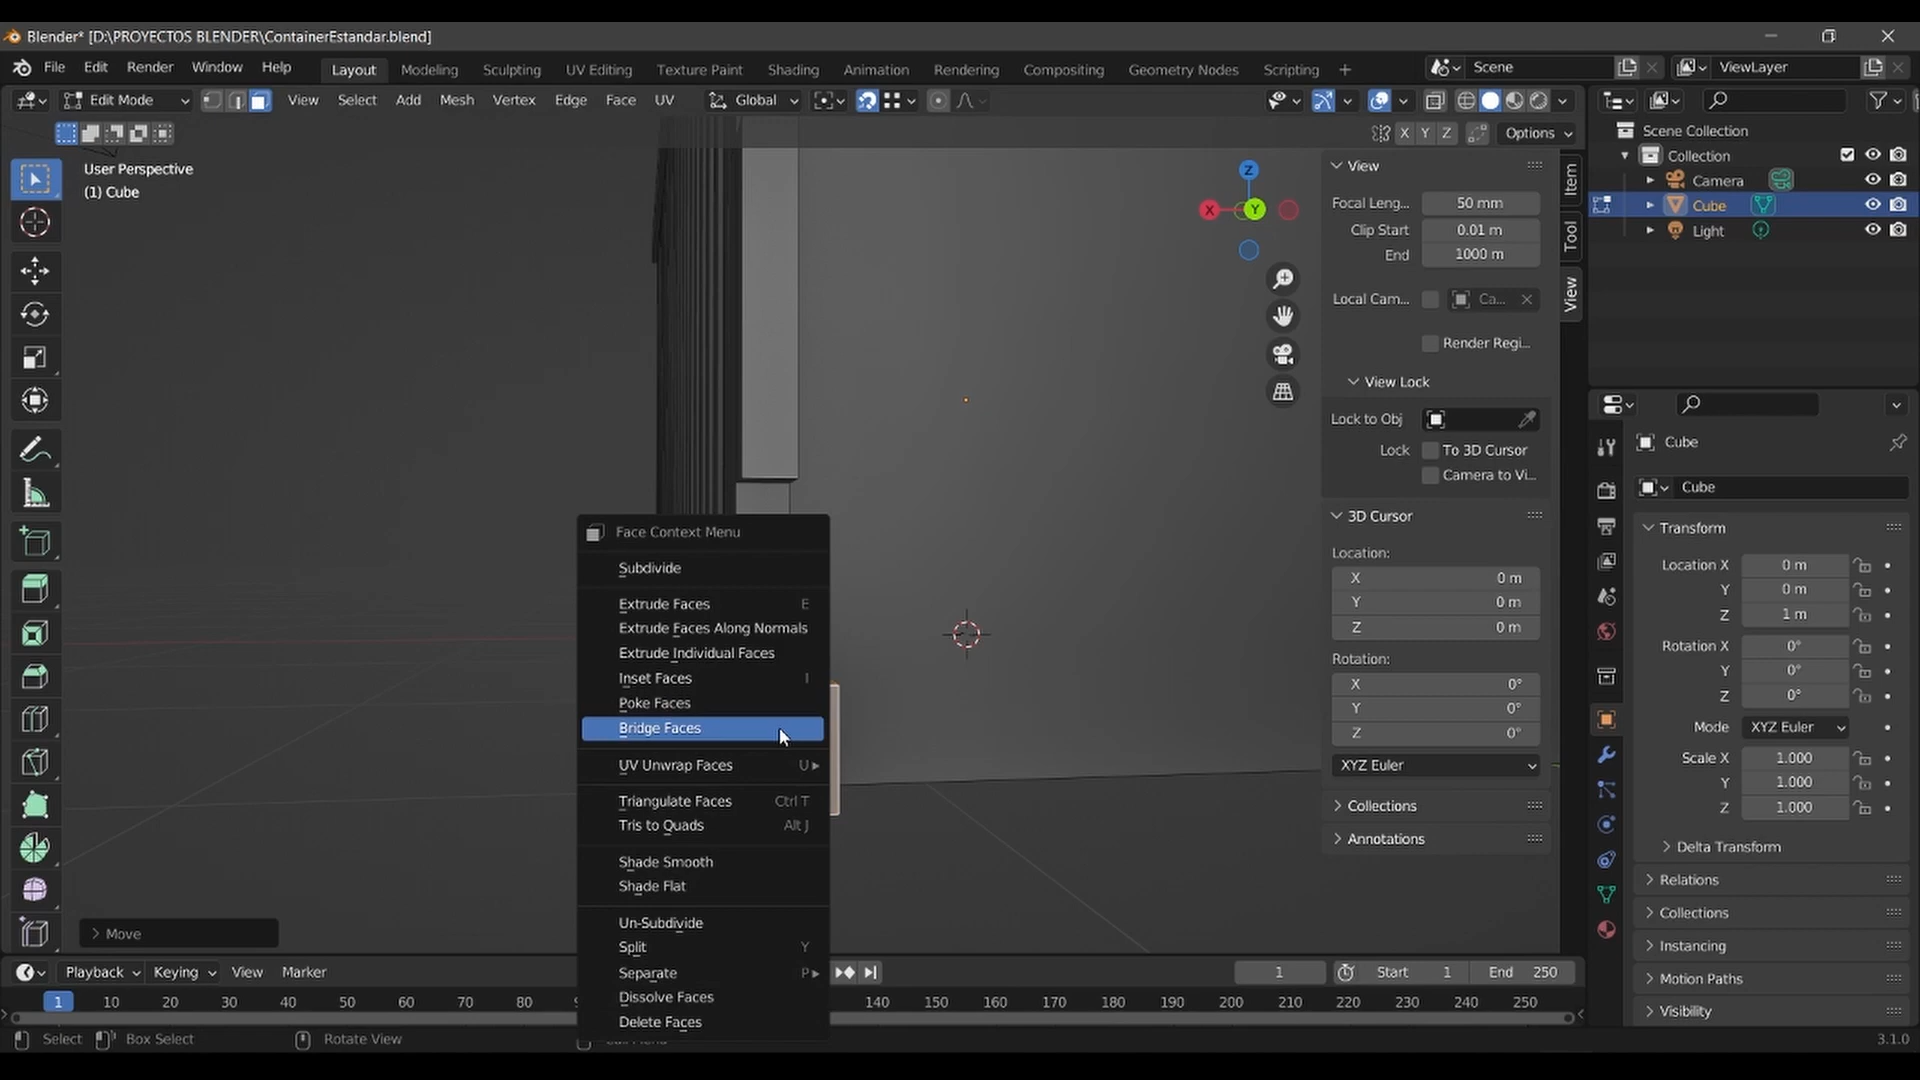 Blender* [D:\PROYECTOS BLENDER\ContainerEstandar.blend]
File Edit Render Window Help Layout Modeling Sculpting UV Editing Texture Paint Shading Animation Rendering Compositing Geometry Nodes Scripting + Scene ViewLayer
Edit Mode View Select Add Mesh Vertex Edge Face UV Global
X Y Z Options
User Perspective
(1) Cube
Z
X
Y
View
Focal Leng... 50 mm
Clip Start 0.01 m
End 1000 m
Local Cam... Ca...
Render Regi...
View Lock
Lock to Obj
Lock To 3D Cursor
Camera to Vi...
3D Cursor
Location:
X 0 m
Y 0 m
Z 0 m
Rotation:
X 0°
Y 0°
Z 0°
XYZ Euler
Collections
Annotations
Item
Tool
View
Scene Collection
Collection
Camera
Cube
Light
Cube
Cube
Transform
Location X 0 m
Y 0 m
Z 1 m
Rotation X 0°
Y 0°
Z 0°
Mode XYZ Euler
Scale X 1.000
Y 1.000
Z 1.000
Delta Transform
Relations
Collections
Instancing
Motion Paths
Visibility
Face Context Menu
Subdivide
Extrude Faces E
Extrude Faces Along Normals
Extrude Individual Faces
Inset Faces I
Poke Faces
Bridge Faces
UV Unwrap Faces U
Triangulate Faces Ctrl T
Tris to Quads Alt J
Shade Smooth
Shade Flat
Un-Subdivide
Split Y
Separate P
Dissolve Faces
Delete Faces
Move
Playback Keying View Marker 1 Start 1 End 250
1 10 20 30 40 50 60 70 80 140 150 160 170 180 190 200 210 220 230 240 250
Select Box Select Rotate View 3.1.0